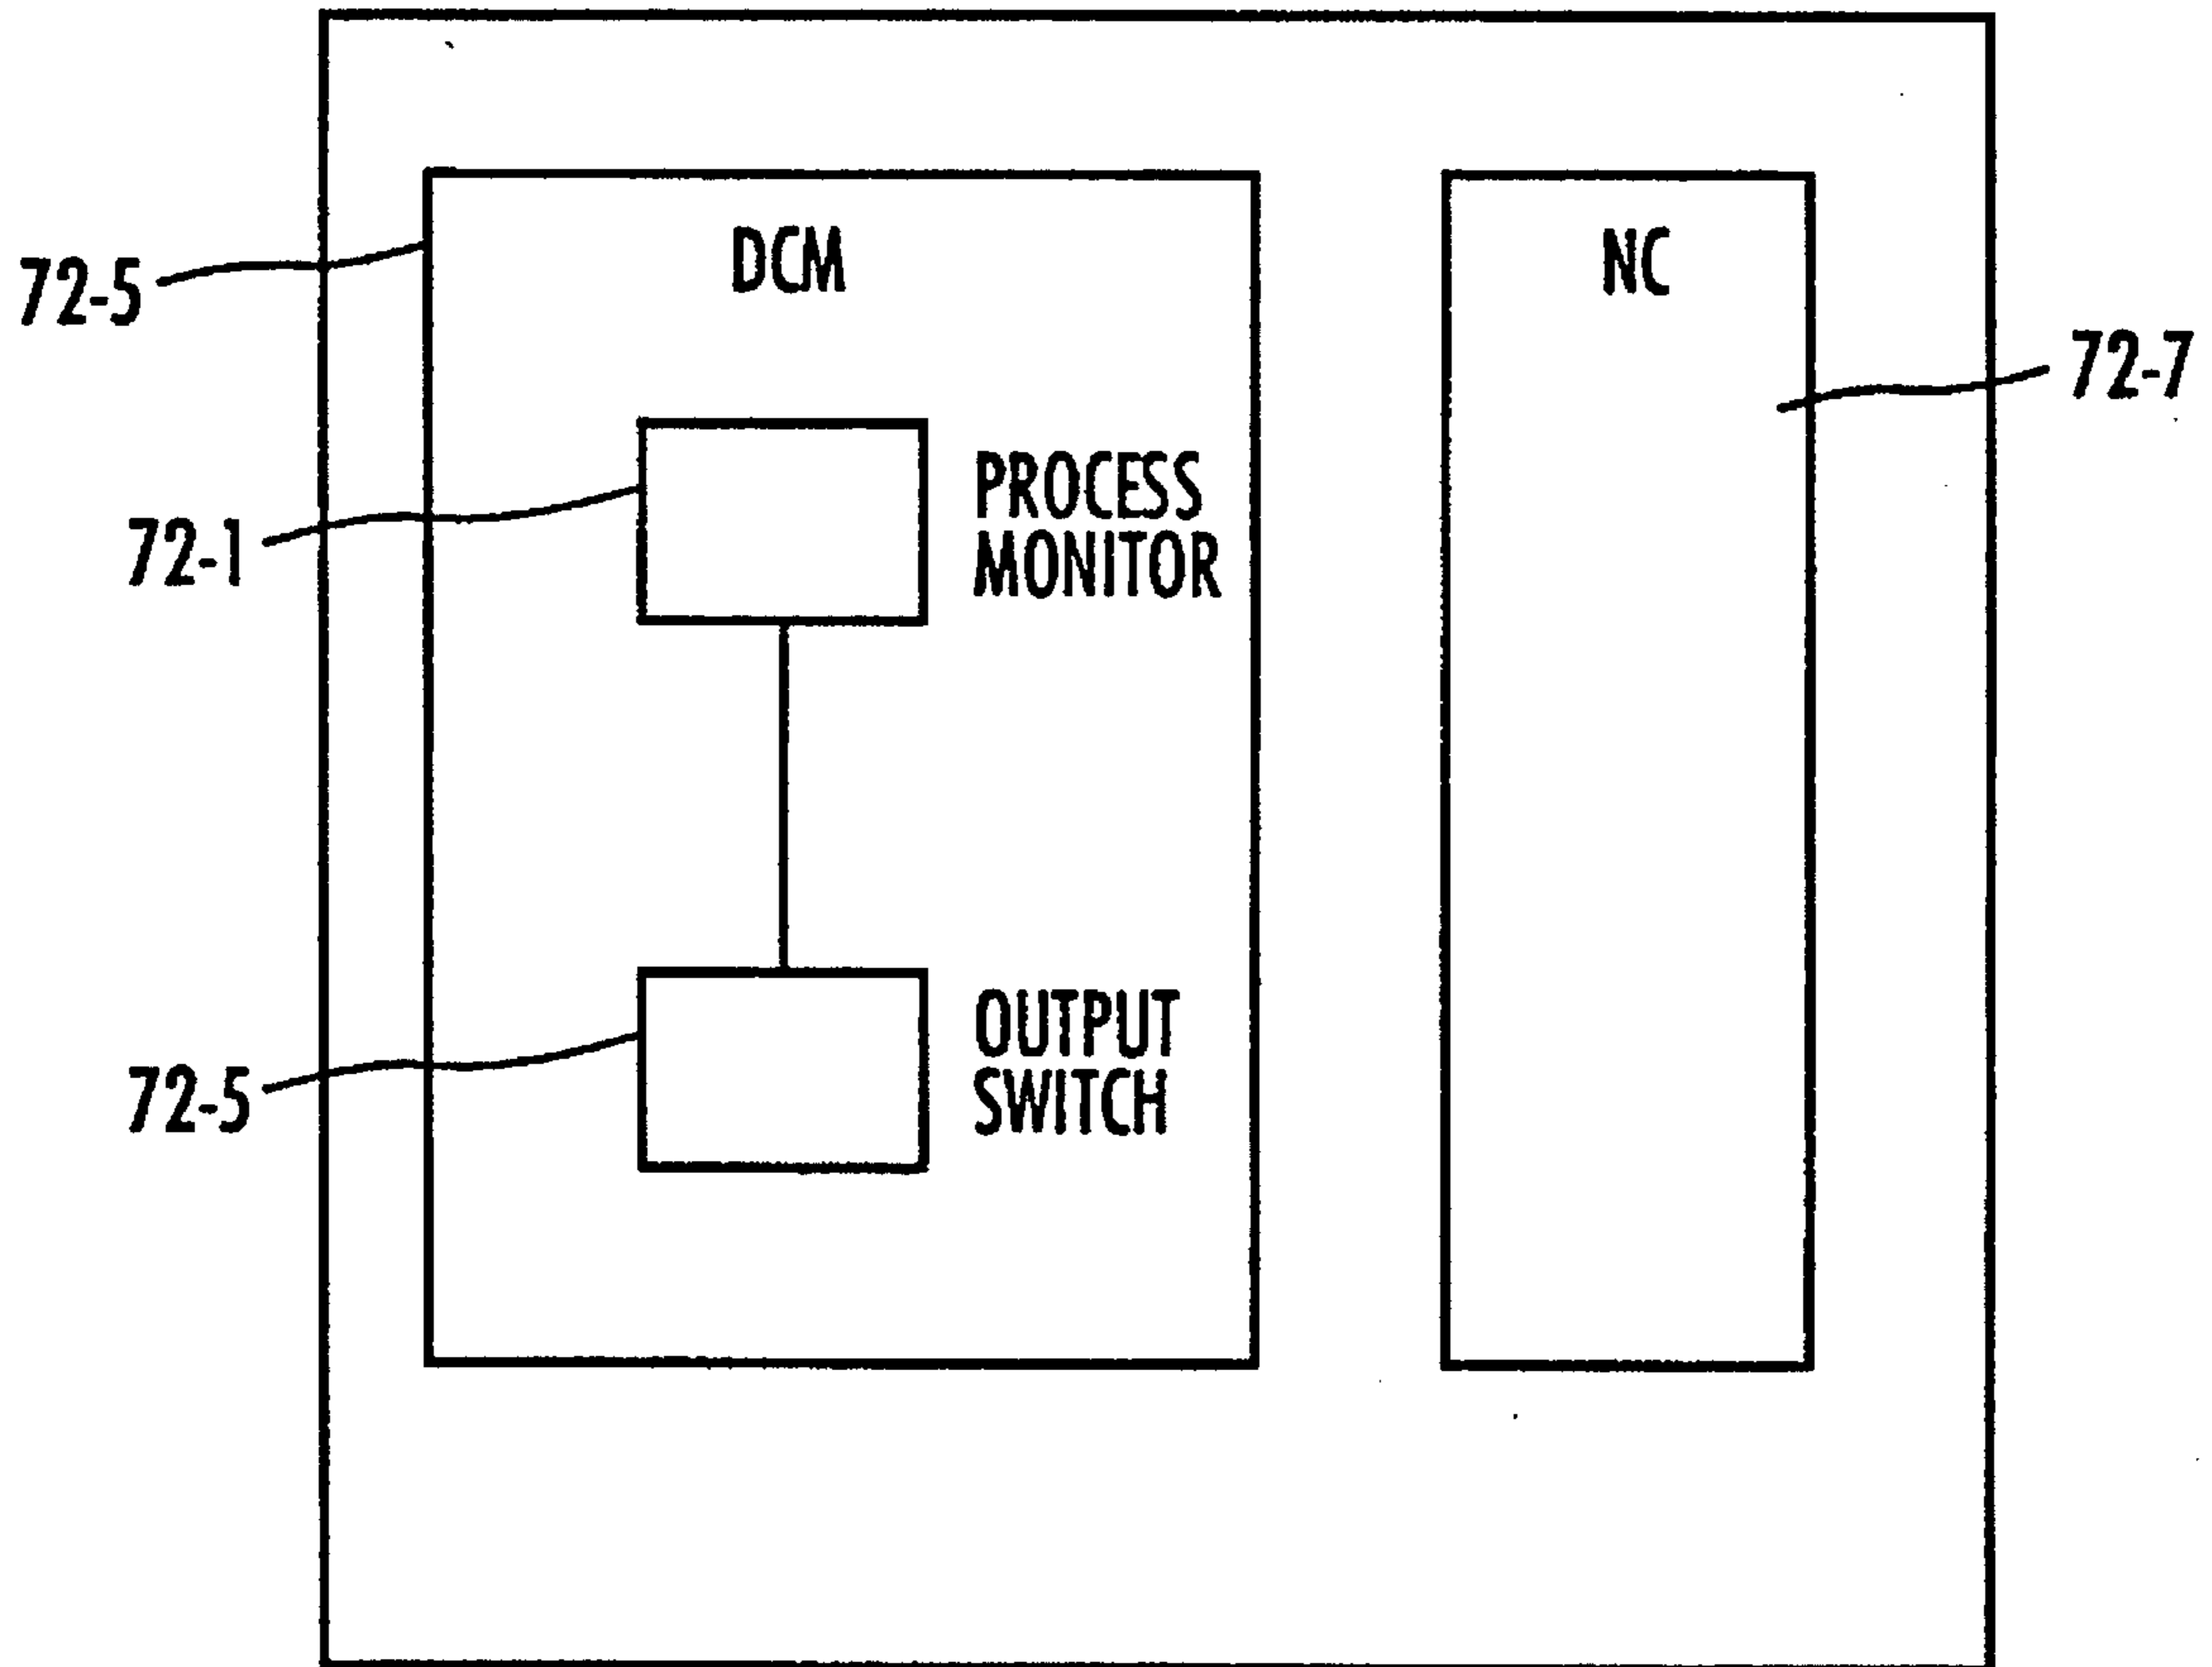 DCM
NC
72-5
72-7
PROCESS
MONITOR
72-1
OUTPUT
SWITCH
72-5